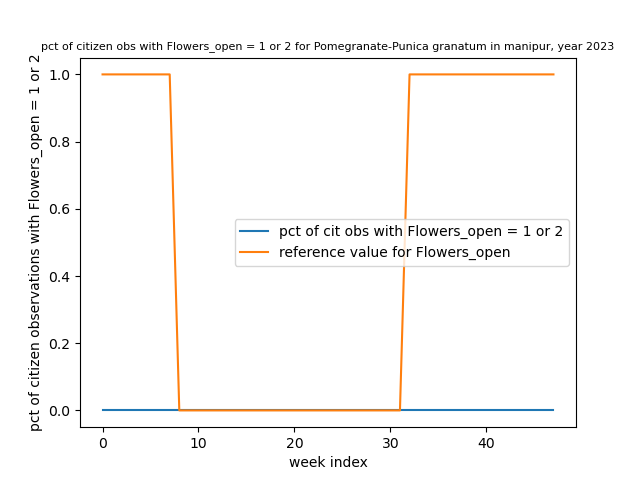 pct of citizen obs with Flowers_open = 1 or 2 for Pomegranate-Punica granatum in manipur, year 2023
pct of citizen observations with Flowers_open = 1 or 2
1.0
0.8
0.6
0.4
0.2
0.0
pct of cit obs with Flowers_open = 1 or 2
reference value for Flowers_open
0
10
20
30
40
week index